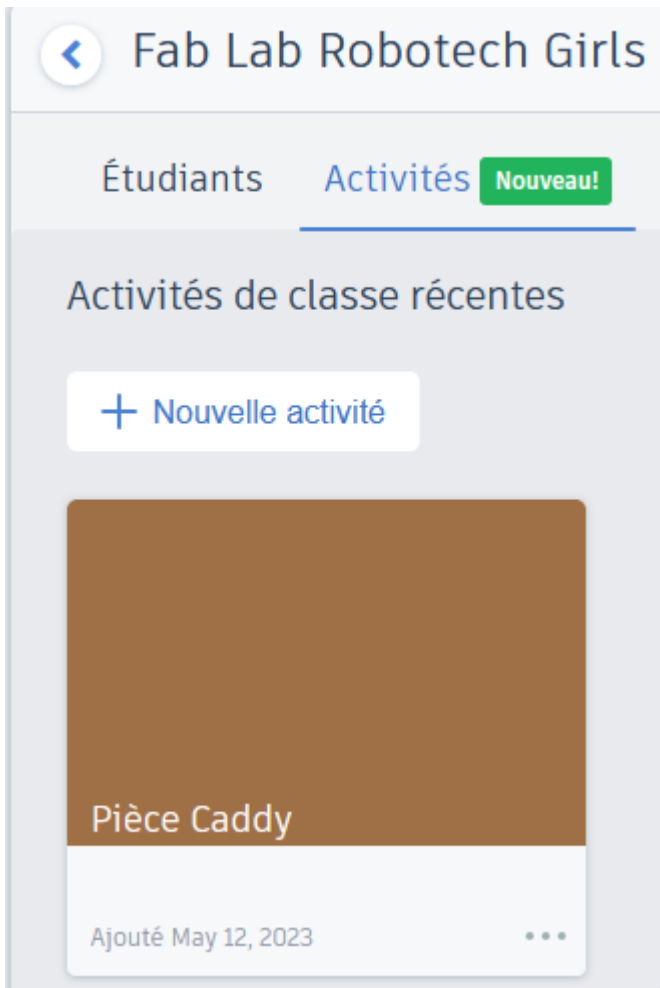 Fab Lab Robotech Girls
Étudiants Activités Nouveau!
Activités de classe récentes
+ Nouvelle activité
Pièce Caddy
Ajouté May 12, 2023